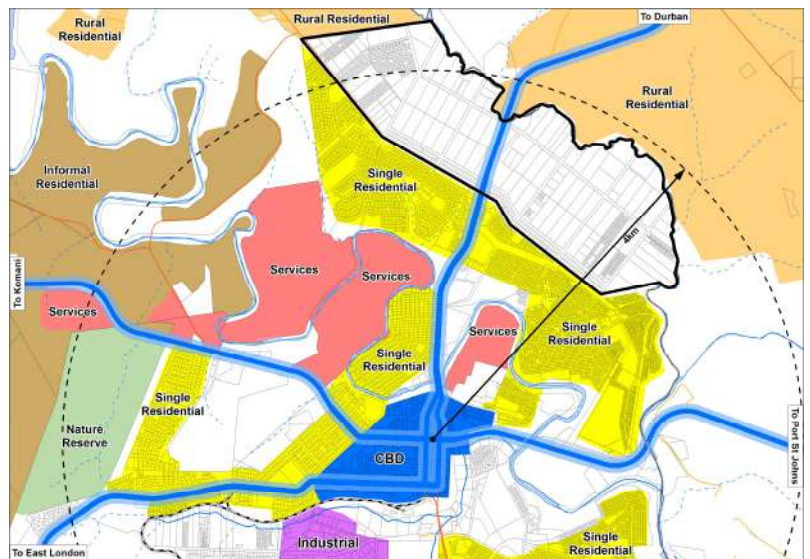 Rural
Residential
Rural Residential
To Durban
Rural
Residential
Informal
Residential
Single
Residential
4km
Services
Services
To Komani
Services
Services
Single
Residential
Single
Residential
Single
Residential
Nature
Reserve
To Port St Johns
CBD
Industrial
Single
Residential
To East London